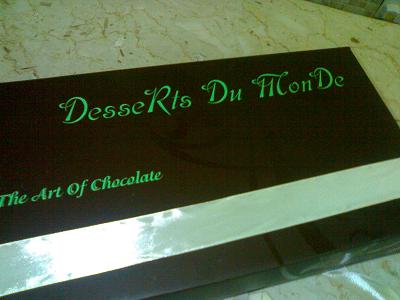 DesseRts Du MonDe
The Art Of Chocolate